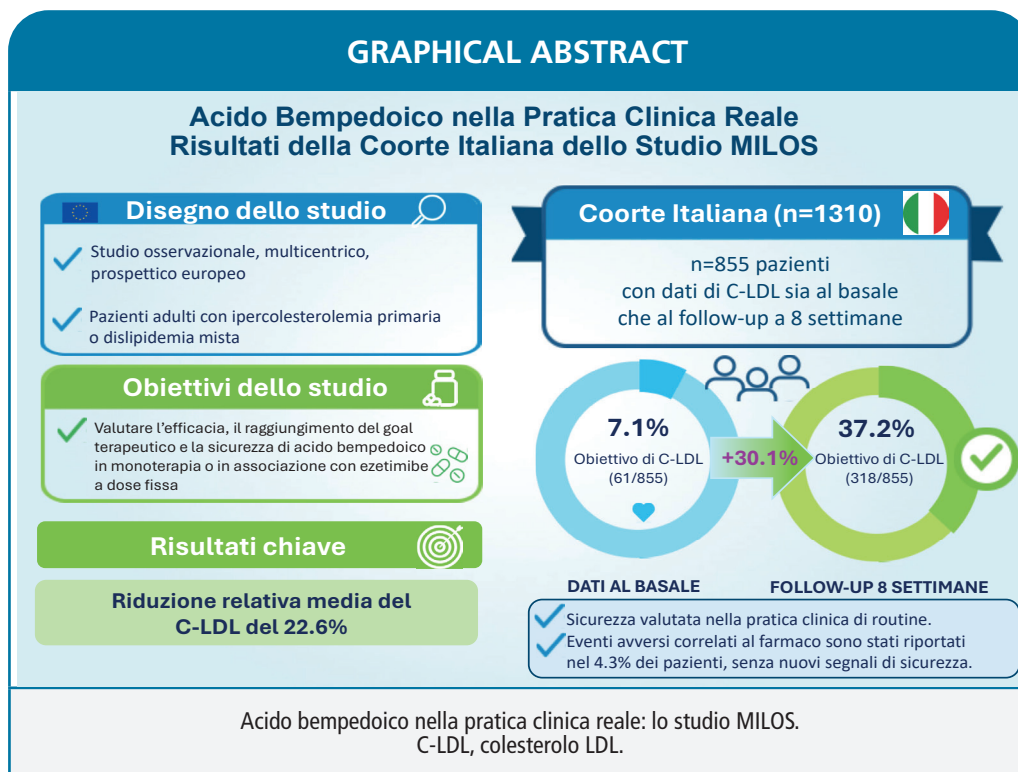 GRAPHICAL ABSTRACT
Acido Bempedoico nella Pratica Clinica Reale
Risultati della Coorte Italiana dello Studio MILOS
Disegno dello studio
Studio osservazionale, multicentrico,
prospettico europeo
Pazienti adulti con ipercolesterolemia primaria
o dislipidemia mista
Obiettivi dello studio
Valutare l'efficacia, il raggiungimento del goal
terapeutico e la sicurezza di acido bempedoico
in monoterapia o in associazione con ezetimibe
a dose fissa
Risultati chiave
Riduzione relativa media del
C-LDL del 22.6%
Coorte Italiana (n=1310)
n=855 pazienti
con dati di C-LDL sia al basale
che al follow-up a 8 settimane
7.1%
Obiettivo di C-LDL
(61/855)
+30.1%
37.2%
Obiettivo di C-LDL
(318/855)
DATI AL BASALE
FOLLOW-UP 8 SETTIMANE
Sicurezza valutata nella pratica clinica di routine.
Eventi avversi correlati al farmaco sono stati riportati
nel 4.3% dei pazienti, senza nuovi segnali di sicurezza.
Acido bempedoico nella pratica clinica reale: lo studio MILOS.
C-LDL, colesterolo LDL.